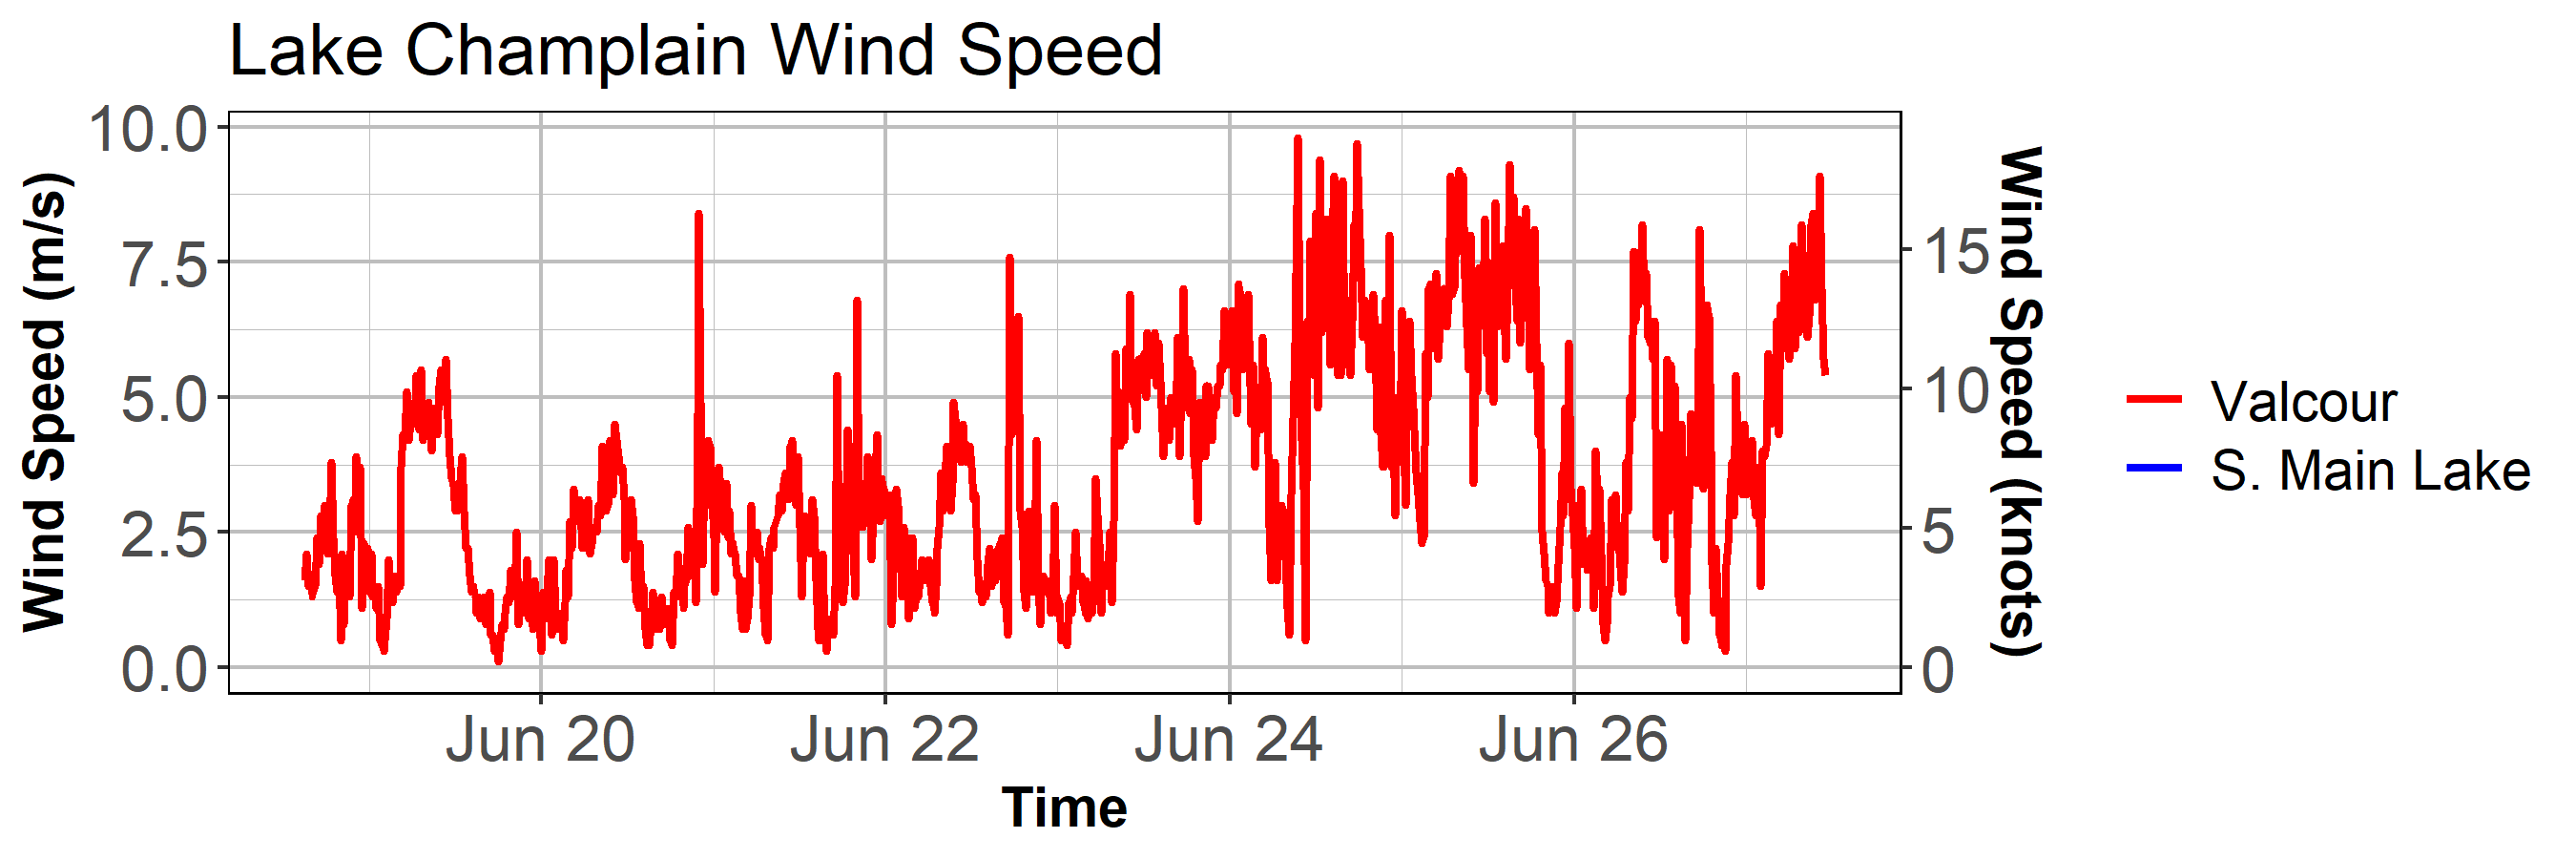 Lake Champlain Wind Speed
Wind Speed (m/s)
10.0
7.5
5.0
2.5
0.0
Wind Speed (knots)
15
10
5
0
Jun 20
Jun 22
Jun 24
Jun 26
Time
Valcour
S. Main Lake